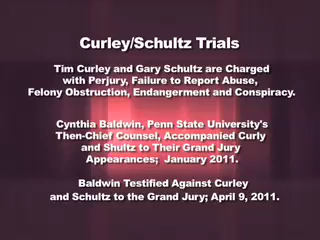 Curley/Schultz Trials
Tim Curley and Gary Schultz are Charged
with Perjury, Failure to Report Abuse,
Felony Obstruction, Endangerment and Conspiracy.
Cynthia Baldwin, Penn State University's
Then-Chief Counsel, Accompanied Curly
and Shultz to Their Grand Jury
Appearances; January 2011.
Baldwin Testified Against Curley
and Schultz to the Grand Jury; April 9, 2011.